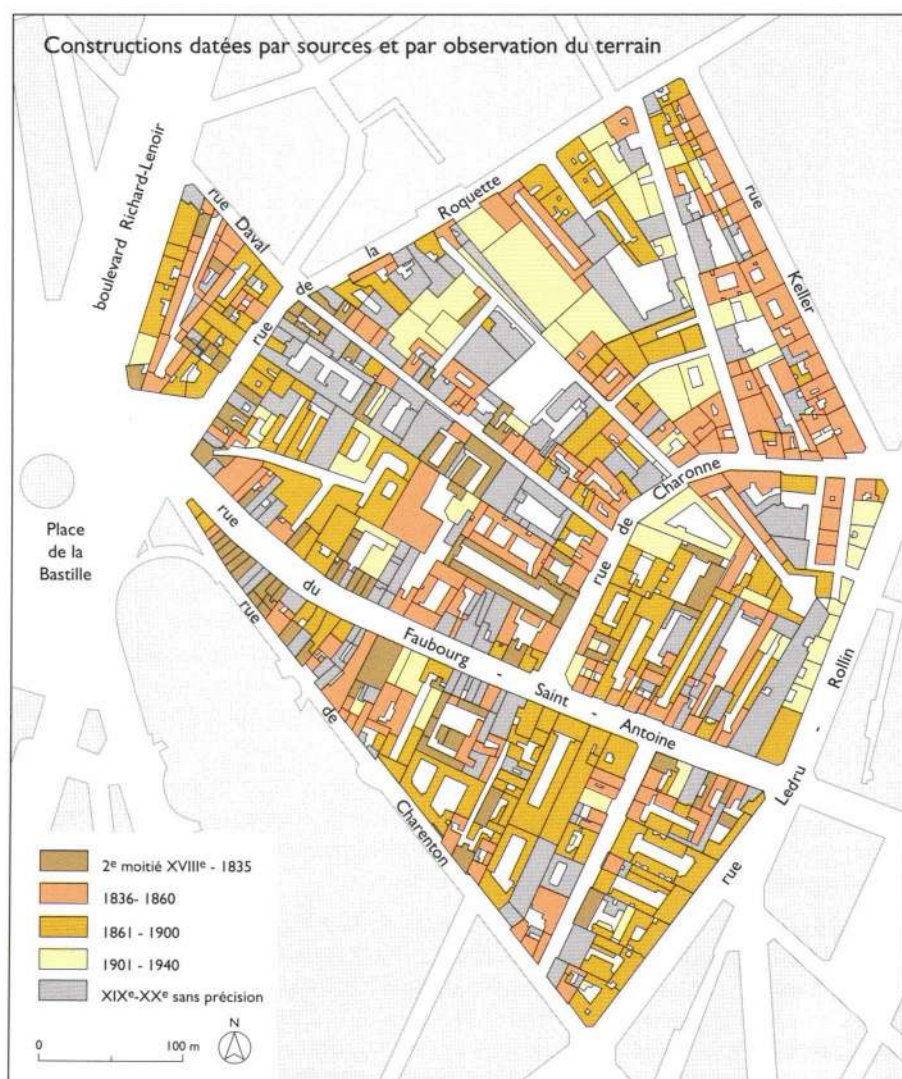 Constructions datées par sources et par observation du terrain
boulevard Richard-Lenoir
rue Daval
rue de la Roquette
rue Keller
rue de Charonne
Place
de la
Bastille
rue du Faubourg - Saint - Antoine
rue de Charenton
rue Ledru - Rollin
2e moitié XVIIIe - 1835
1836- 1860
1861 - 1900
1901 - 1940
XIXe-XXe sans précision
0
100 m
N